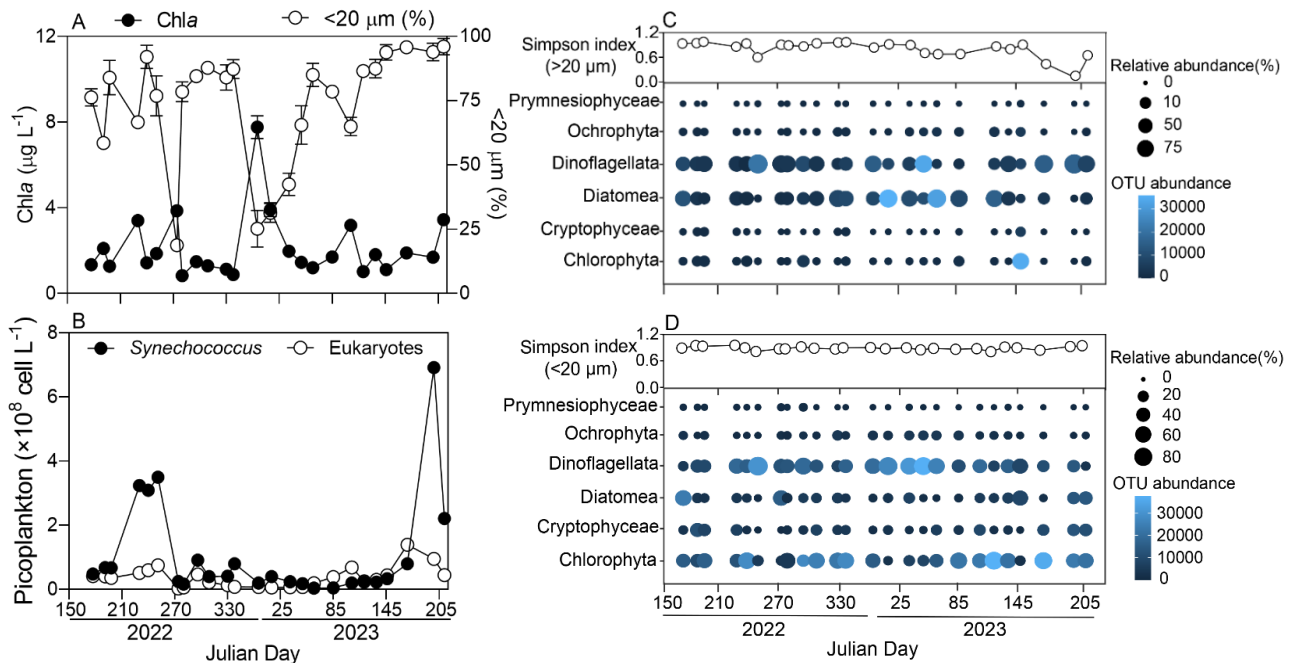 A
Chla
<20 µm (%)
12
8
4
0
Chla (µg L-1)
100
75
50
25
0
<20 µm (%)
B
Synechococcus
Eukaryotes
8
6
4
2
0
Picoplankton (×10⁸ cell L⁻¹)
150
210
270
330
25
85
145
205
2022
2023
Julian Day
C
Simpson index
(>20 µm)
1.2
0.6
0.0
Prymnesiophyceae
Ochrophyta
Dinoflagellata
Diatomea
Cryptophyceae
Chlorophyta
Relative abundance(%)
0
10
50
75
OTU abundance
30000
20000
10000
0
D
Simpson index
(<20 µm)
1.2
0.6
0.0
Prymnesiophyceae
Ochrophyta
Dinoflagellata
Diatomea
Cryptophyceae
Chlorophyta
Relative abundance(%)
0
20
40
60
80
OTU abundance
30000
20000
10000
0
150
210
270
330
25
85
145
205
2022
2023
Julian Day